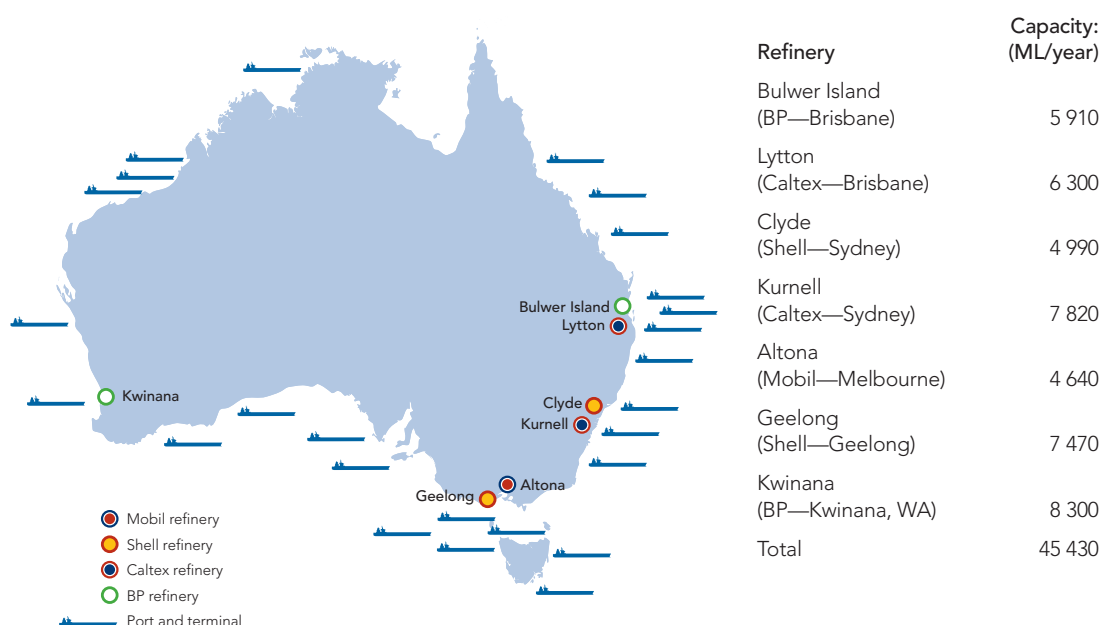 Bulwer Island
Lytton
Kwinana
Clyde
Kurnell
Altona
Geelong
Mobil refinery
Shell refinery
Caltex refinery
BP refinery
Port and terminal
Capacity:
Refinery (ML/year)
Bulwer Island
(BP—Brisbane) 5 910
Lytton
(Caltex—Brisbane) 6 300
Clyde
(Shell—Sydney) 4 990
Kurnell
(Caltex—Sydney) 7 820
Altona
(Mobil—Melbourne) 4 640
Geelong
(Shell—Geelong) 7 470
Kwinana
(BP—Kwinana, WA) 8 300
Total 45 430